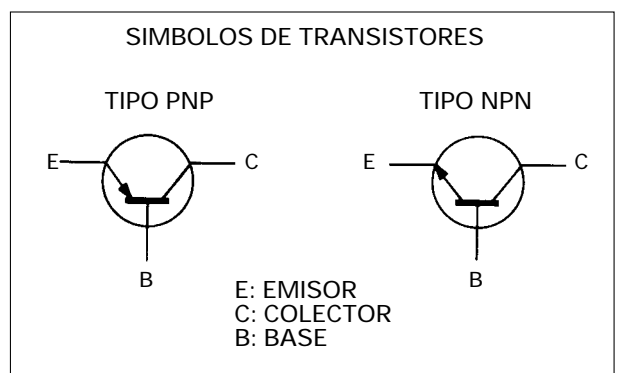 SIMBOLOS DE TRANSISTORES
TIPO PNP TIPO NPN
E C E C
B B
E: EMISOR
C: COLECTOR
B: BASE